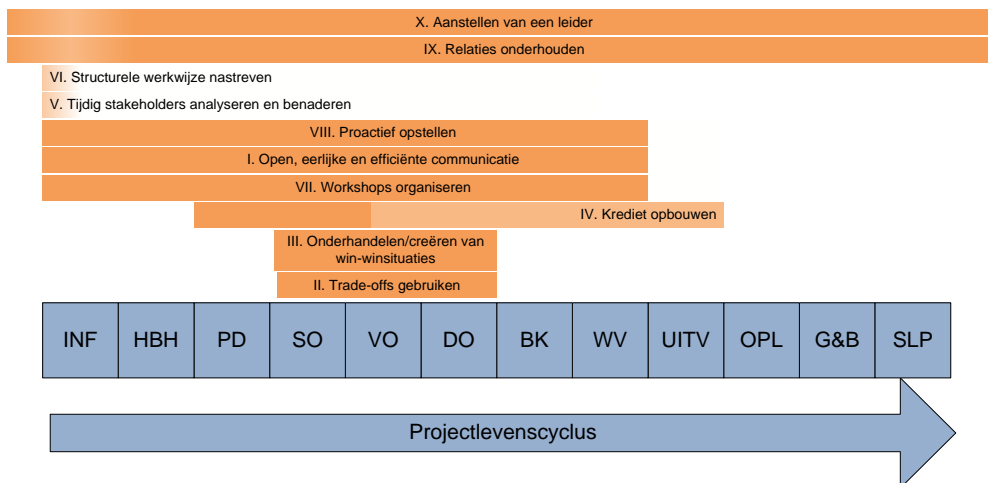 X. Aanstellen van een leider
IX. Relaties onderhouden
VI. Structurele werkwijze nastreven
V. Tijdig stakeholders analyseren en benaderen
VIII. Proactief opstellen
I. Open, eerlijke en efficiënte communicatie
VII. Workshops organiseren
IV. Krediet opbouwen
III. Onderhandelen/creëren van
win-winsituaties
II. Trade-offs gebruiken
INF HBH PD SO VO DO BK WV UITV OPL G&B SLP
Projectlevenscyclus